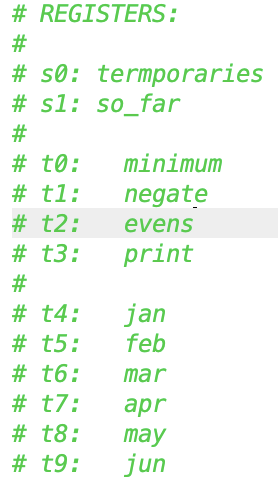 # REGISTERS:
#
# s0: termporaries
# s1: so_far
#
# t0:   minimum
# t1:   negate
# t2:   evens
# t3:   print
#
# t4:   jan
# t5:   feb
# t6:   mar
# t7:   apr
# t8:   may
# t9:   jun